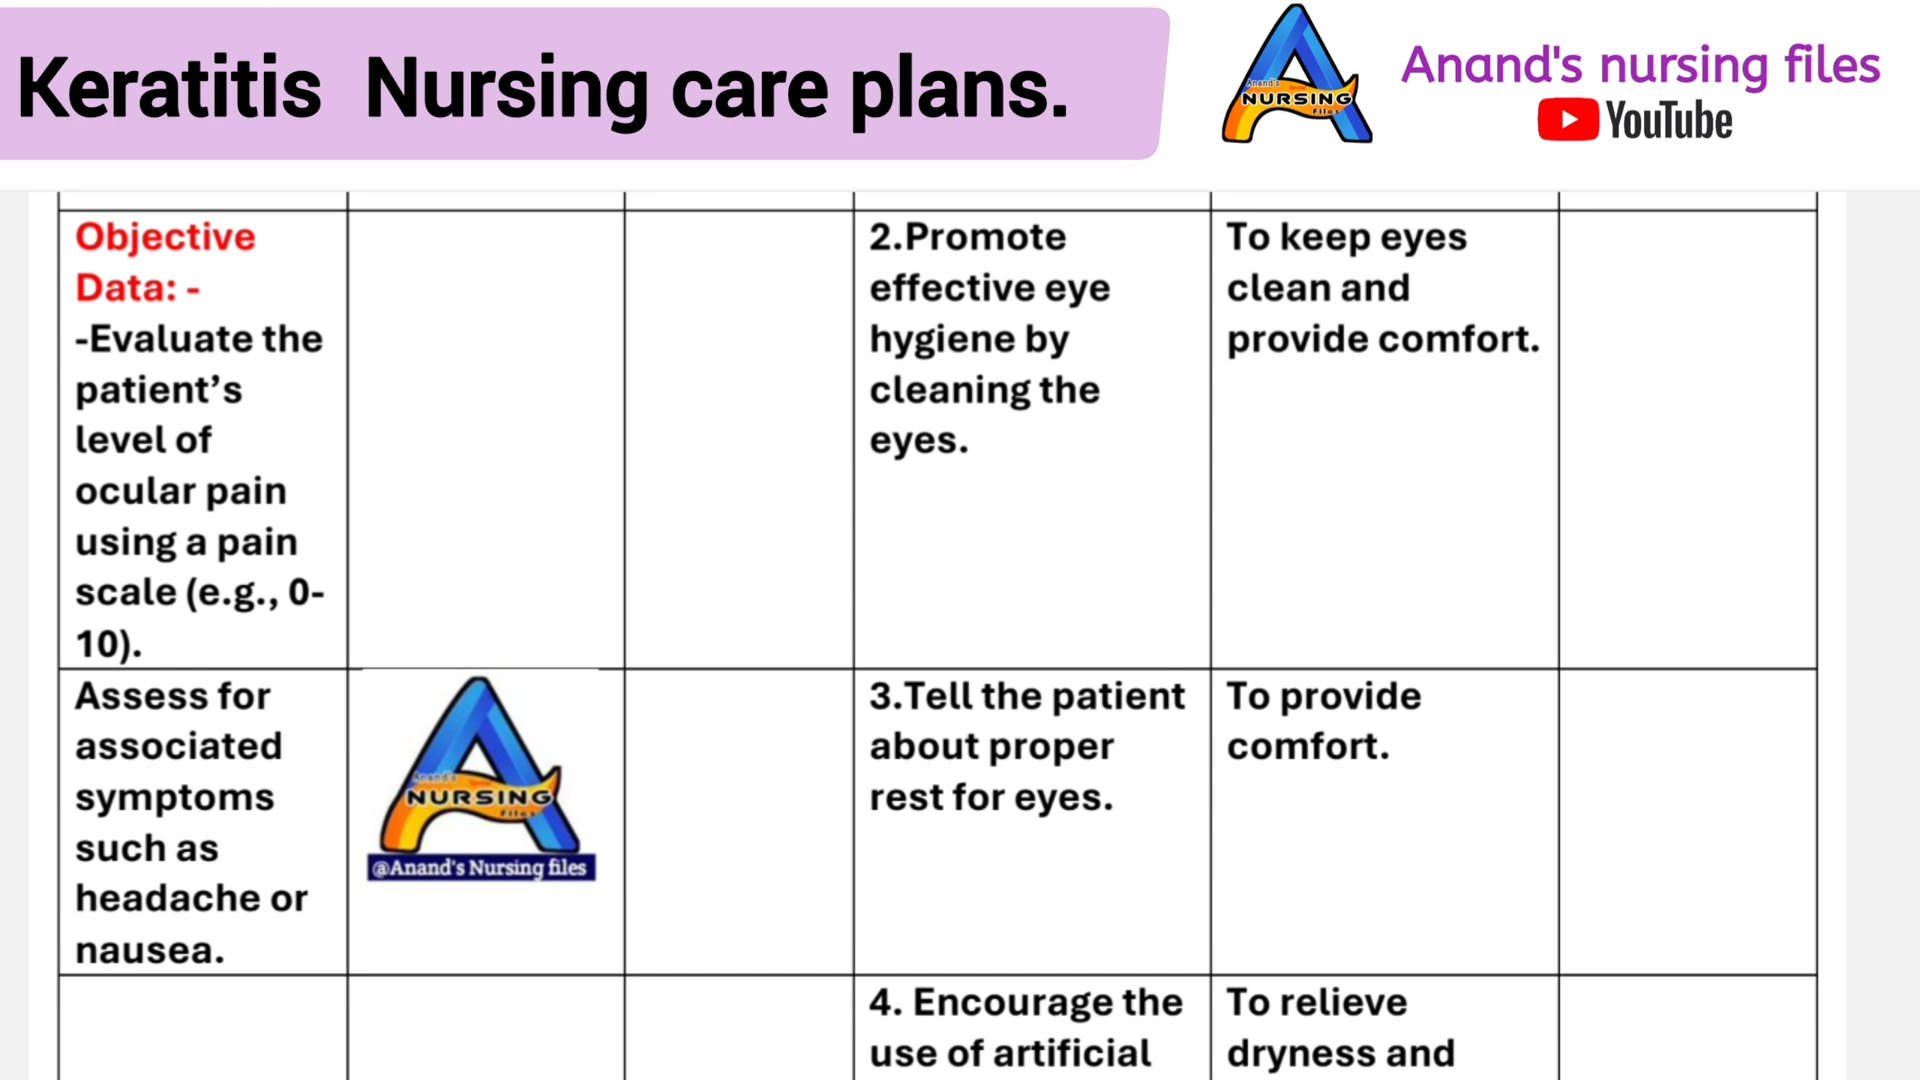 Keratitis  Nursing care plans.
Anand's
NURSING
Files
Anand's nursing files
YouTube
Objective
Data: -
-Evaluate the
patient’s
level of
ocular pain
using a pain
scale (e.g., 0-
10).
2.Promote
effective eye
hygiene by
cleaning the
eyes.
To keep eyes
clean and
provide comfort.
Assess for
associated
symptoms
such as
headache or
nausea.
Anand's
NURSING
Files
@Anand's Nursing files
3.Tell the patient
about proper
rest for eyes.
To provide
comfort.
4. Encourage the
use of artificial
To relieve
dryness and